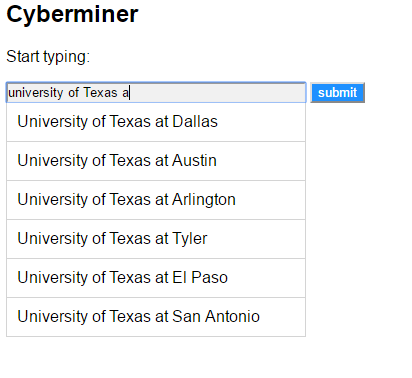 Cyberminer
Start typing:
university of Texas a
submit
University of Texas at Dallas
University of Texas at Austin
University of Texas at Arlington
University of Texas at Tyler
University of Texas at El Paso
University of Texas at San Antonio